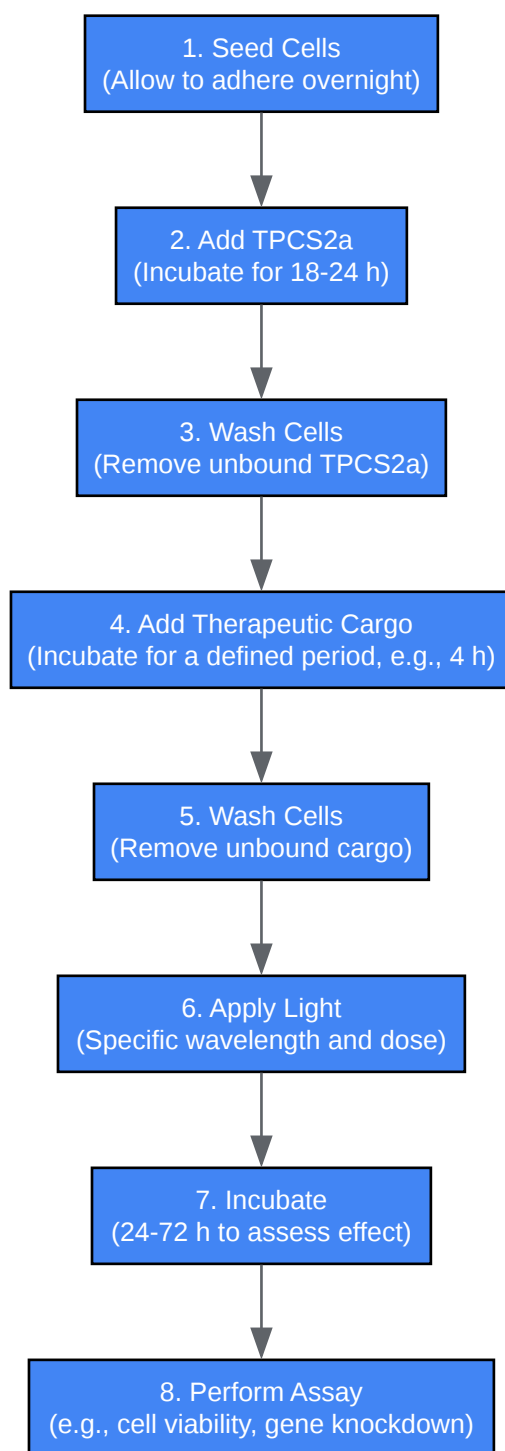 1. Seed Cells
(Allow to adhere overnight)
2. Add TPCS2a
(Incubate for 18-24 h)
3. Wash Cells
(Remove unbound TPCS2a)
4. Add Therapeutic Cargo
(Incubate for a defined period, e.g., 4 h)
5. Wash Cells
(Remove unbound cargo)
6. Apply Light
(Specific wavelength and dose)
7. Incubate
(24-72 h to assess effect)
8. Perform Assay
(e.g., cell viability, gene knockdown)